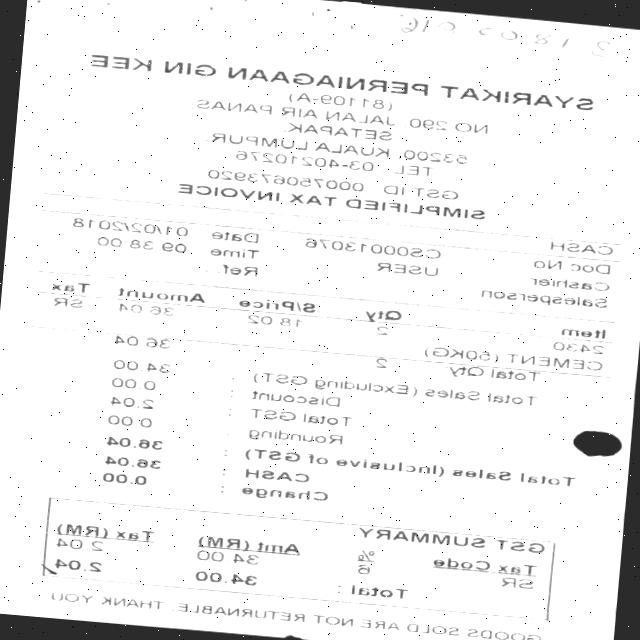 SYARIKAT PERNIAGAAN GIN KEE
(81109-A)
NO 290 JALAN AIR PANAS
SETAPAK
53200, KUALA LUMPUR
TEL. 03-40210276
GST ID 000750673920
SIMPLIFIED TAX INVOICE
CASH
Doc No CS00013076 Date 01/02/2018
Cashier USER Time 09:38:00
Salesperson Ref
Item Qty S/Price Amount Tax
2430 2 18.02 36.04 SR
CEMENT (50KG)
Total Qty 2 36.04
Total Sales (Excluding GST) : 34.00
Discount : 0.00
Total GST : 2.04
Rounding : 0.00
Total Sales (Inclusive of GST) : 36.04
CASH : 36.04
Change : 0.00
GST SUMMARY
Tax Code % Amt (RM) Tax (RM)
SR 6 34.00 2.04
Total : 34.00 2.04
GOODS SOLD ARE NOT RETURNABLE. THANK YOU